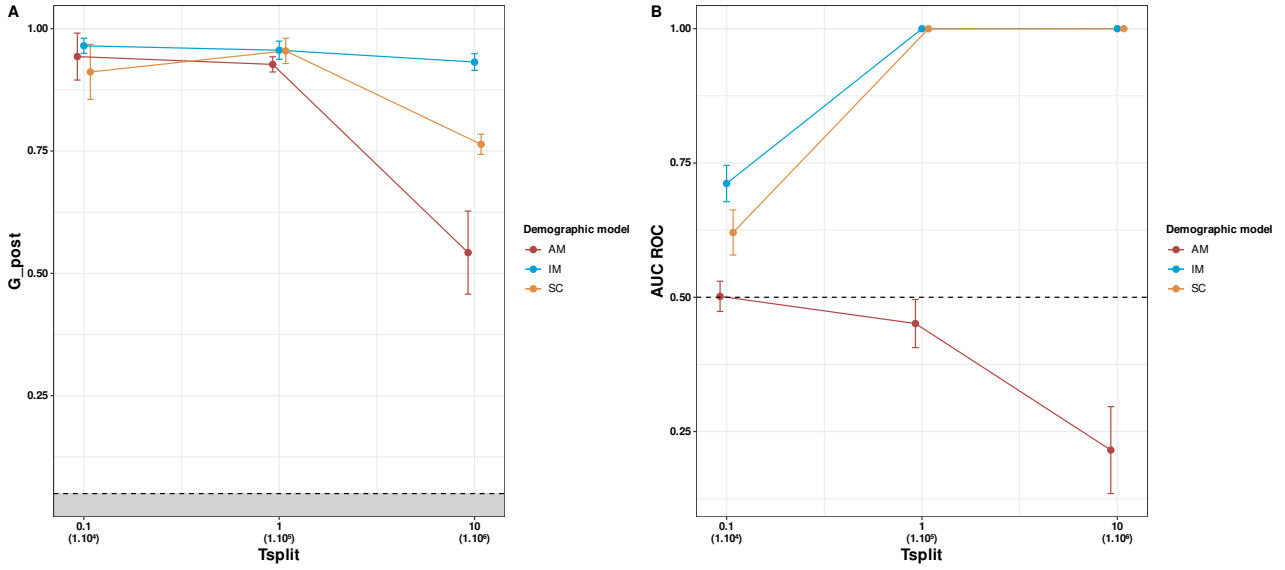 A
G_post
1.00
0.75
0.50
0.25
0.1
(1.10⁴)
1
(1.10⁵)
10
(1.10⁶)
Tsplit
Demographic model
AM
IM
SC
B
AUC ROC
1.00
0.75
0.50
0.25
0.1
(1.10⁴)
1
(1.10⁵)
10
(1.10⁶)
Tsplit
Demographic model
AM
IM
SC